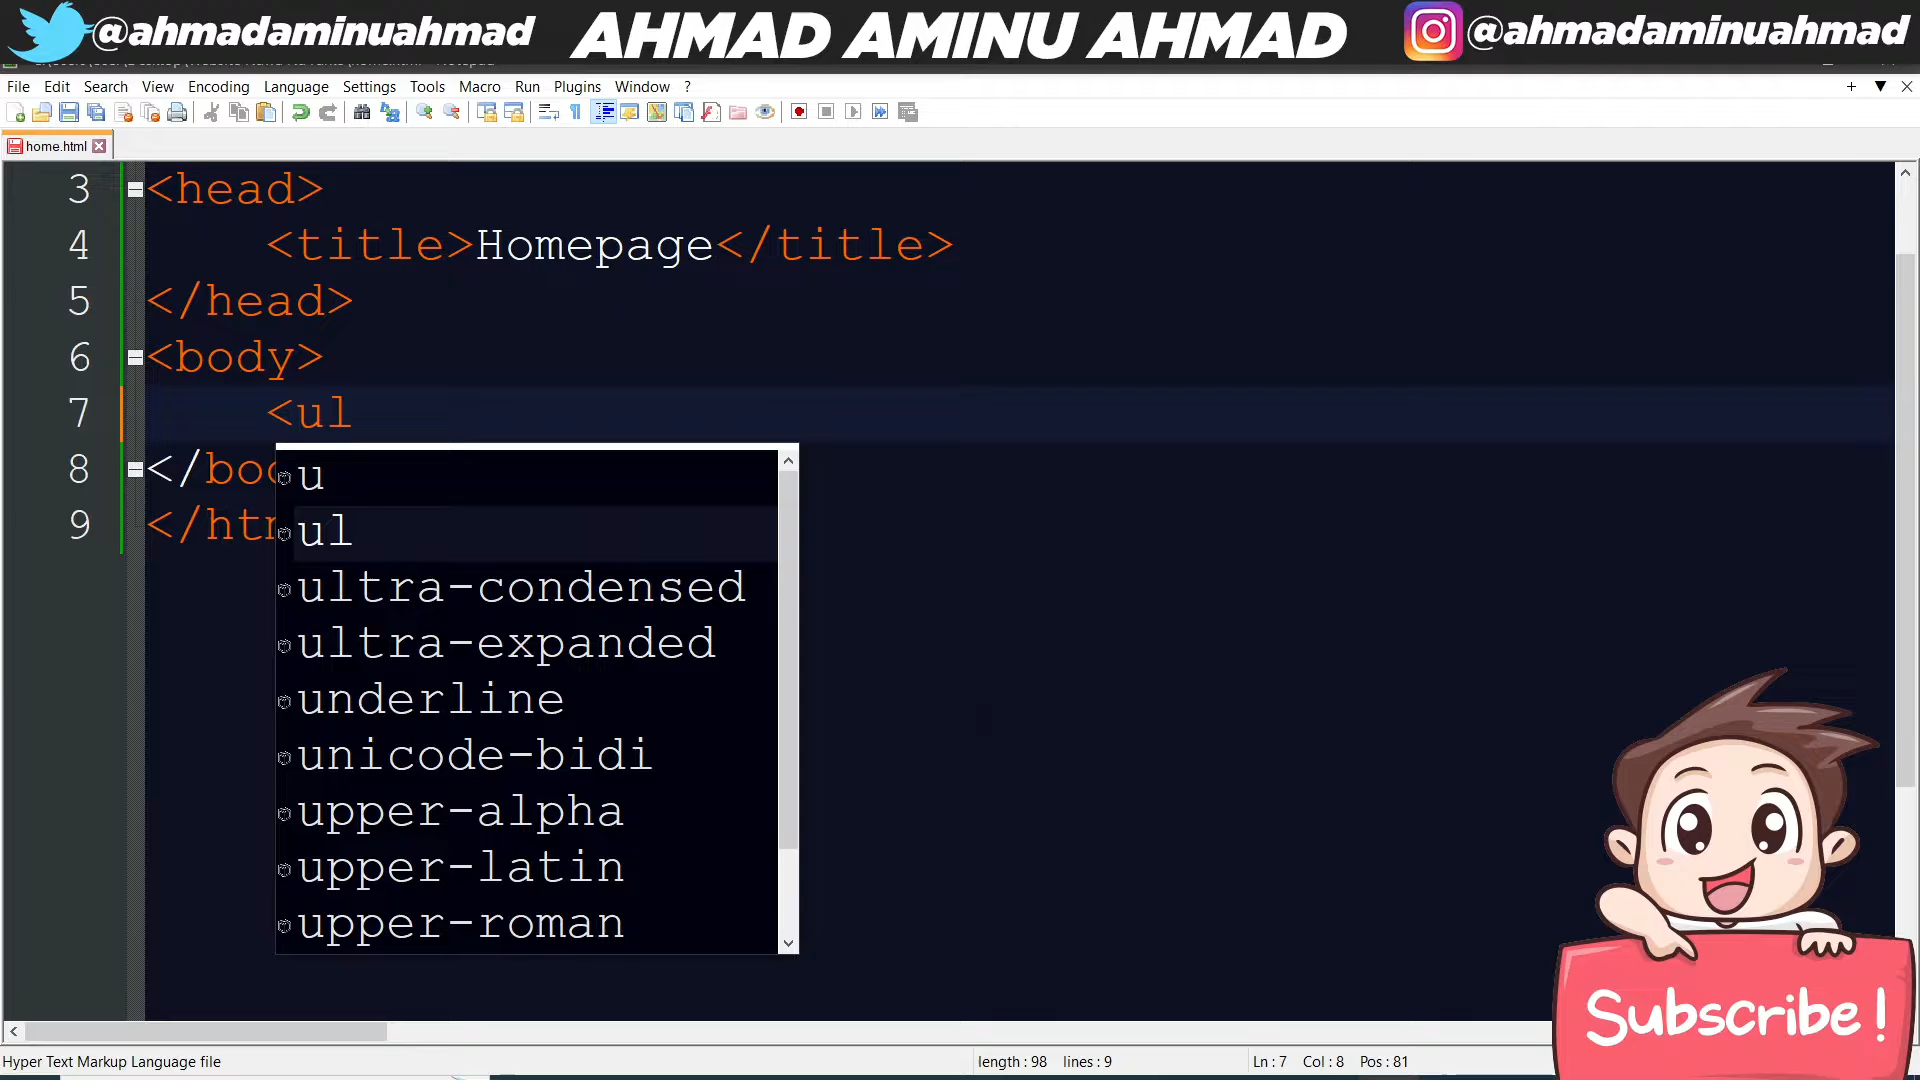 @ahmadaminuahmad AHMAD AMINU AHMAD @ahmadaminuahmad
File Edit Search View Encoding Language Settings Tools Macro Run Plugins Window ?
home.html
3 <head>
4 <title>Homepage</title>
5 </head>
6 <body>
7 <ul
8 </bod
9 </htm
u
ul
ultra-condensed
ultra-expanded
underline
unicode-bidi
upper-alpha
upper-latin
upper-roman
Subscribe!
Hyper Text Markup Language file length : 98 lines : 9 Ln : 7 Col : 8 Pos : 81